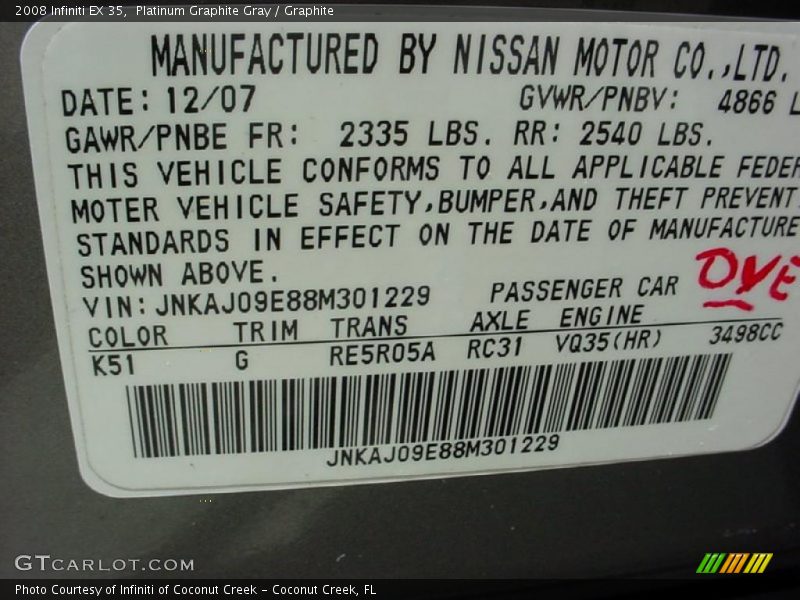 2008 Infiniti EX 35, Platinum Graphite Gray / Graphite
MANUFACTURED BY NISSAN MOTOR CO.,LTD.
DATE: 12/07 GVWR/PNBV: 4866 L
GAWR/PNBE FR: 2335 LBS. RR: 2540 LBS.
THIS VEHICLE CONFORMS TO ALL APPLICABLE FEDER
MOTER VEHICLE SAFETY,BUMPER,AND THEFT PREVENT
STANDARDS IN EFFECT ON THE DATE OF MANUFACTURE
SHOWN ABOVE.
VIN: JNKAJ09E88M301229 PASSENGER CAR
COLOR TRIM TRANS AXLE ENGINE
K51 G RE5R05A RC31 VQ35(HR) 3498CC
JNKAJ09E88M301229
GTCARLOT.COM
Photo Courtesy of Infiniti of Coconut Creek - Coconut Creek, FL